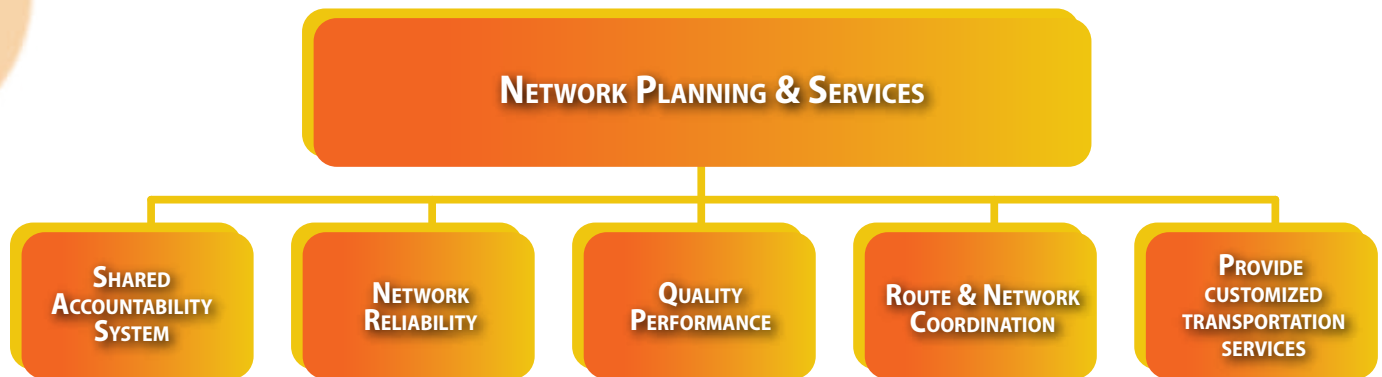 NETWORK PLANNING & SERVICES
SHARED
ACCOUNTABILITY
SYSTEM
NETWORK
RELIABILITY
QUALITY
PERFORMANCE
ROUTE & NETWORK
COORDINATION
PROVIDE
CUSTOMIZED
TRANSPORTATION
SERVICES